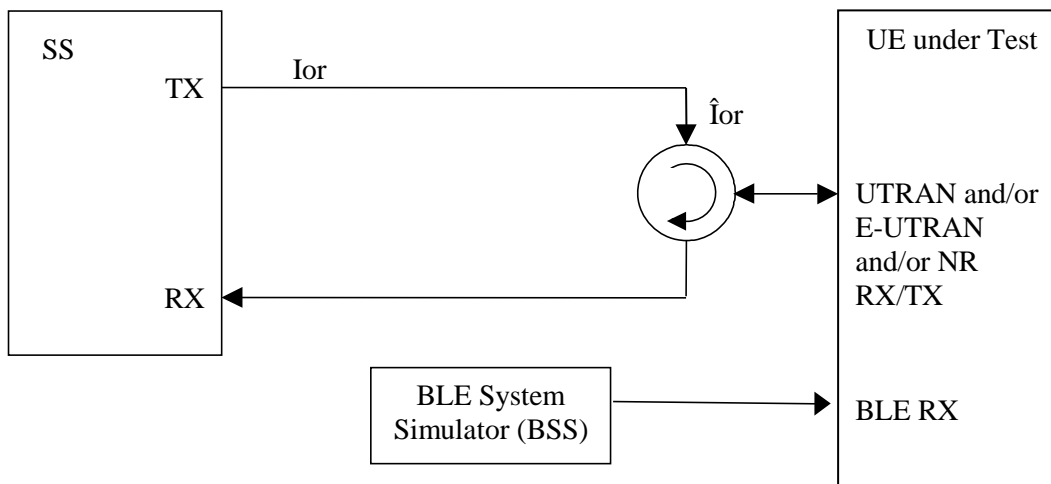 SS
TX
RX
Ior
Îor
UE under Test
UTRAN and/or
E-UTRAN
and/or NR
RX/TX
BLE RX
BLE System
Simulator (BSS)